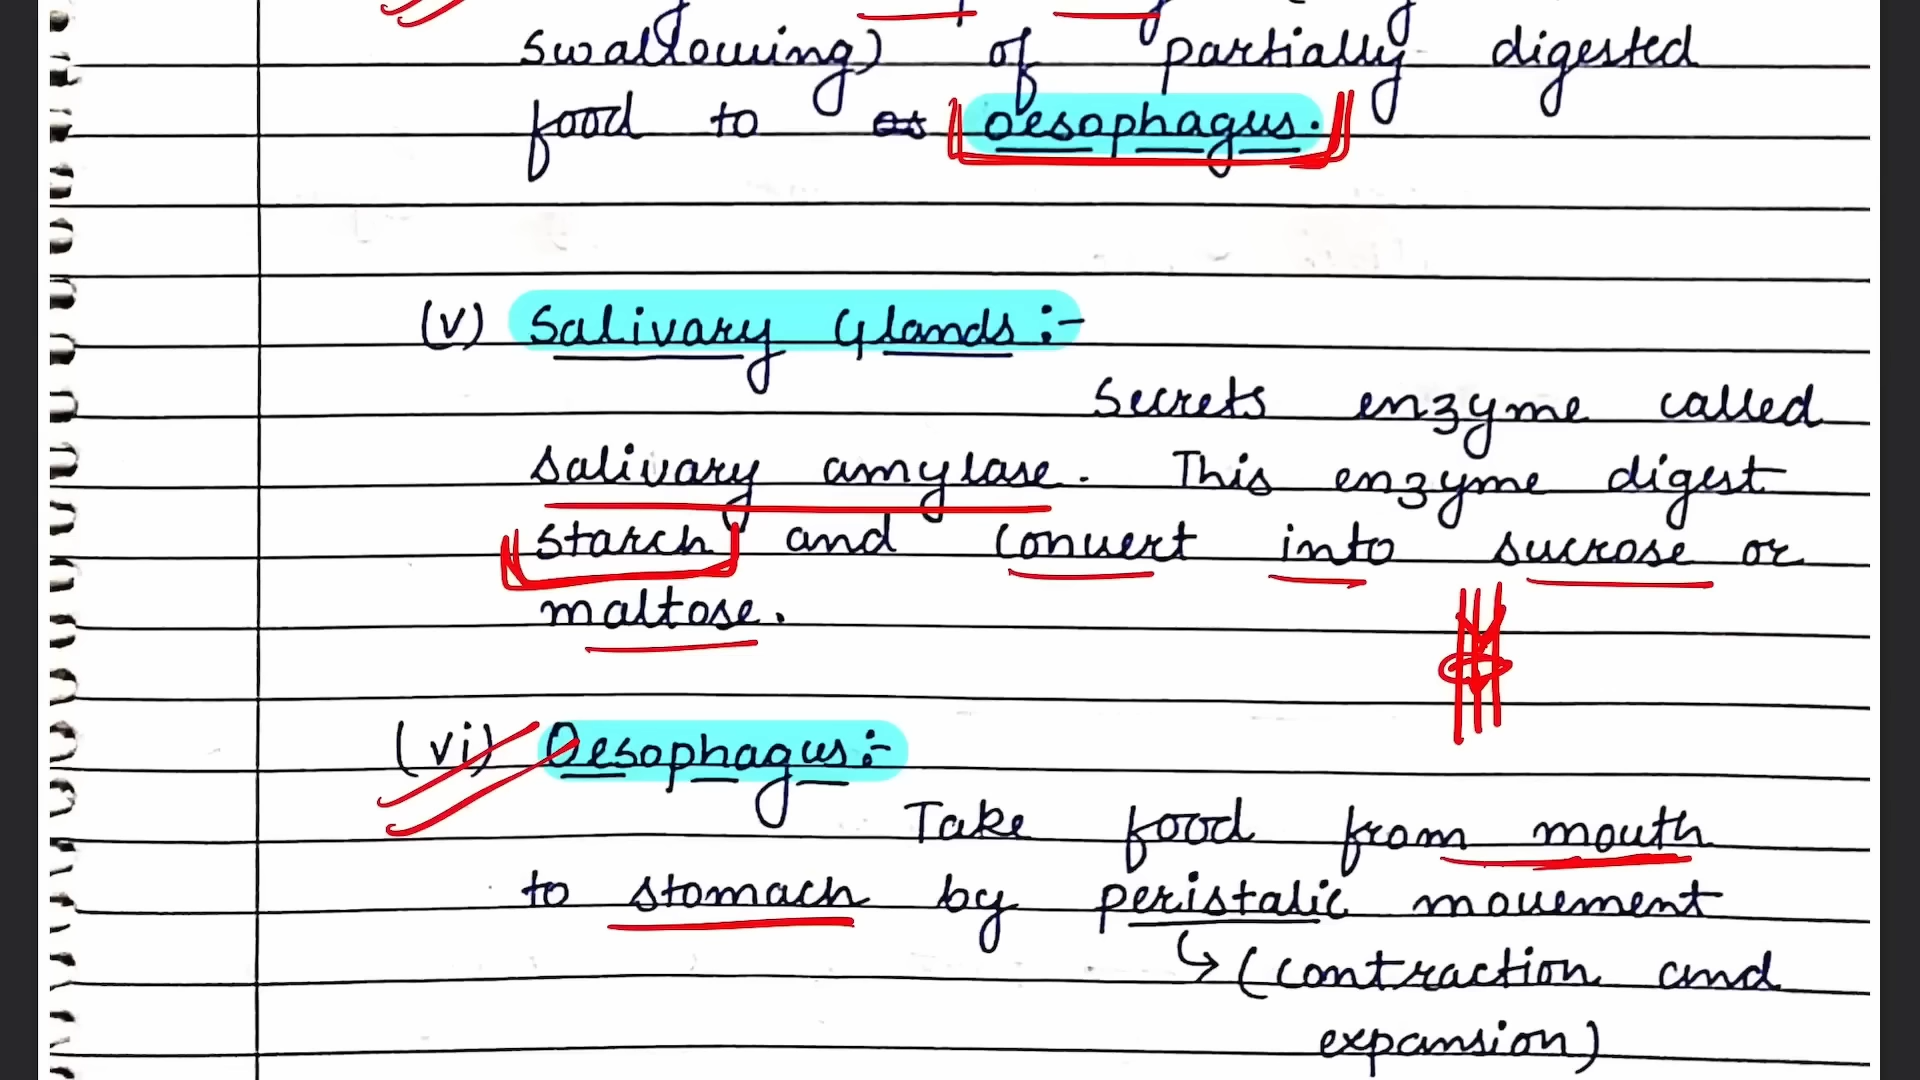 swallowing) of partially digested
food to oesophagus.
(v) Salivary Glands:-
Secrets enzyme called
salivary amylase. This enzyme digest
starch and convert into sucrose or
maltose.
(vi) Oesophagus:-
Take food from mouth
to stomach by peristalic movement
↳ (contraction and
expansion)